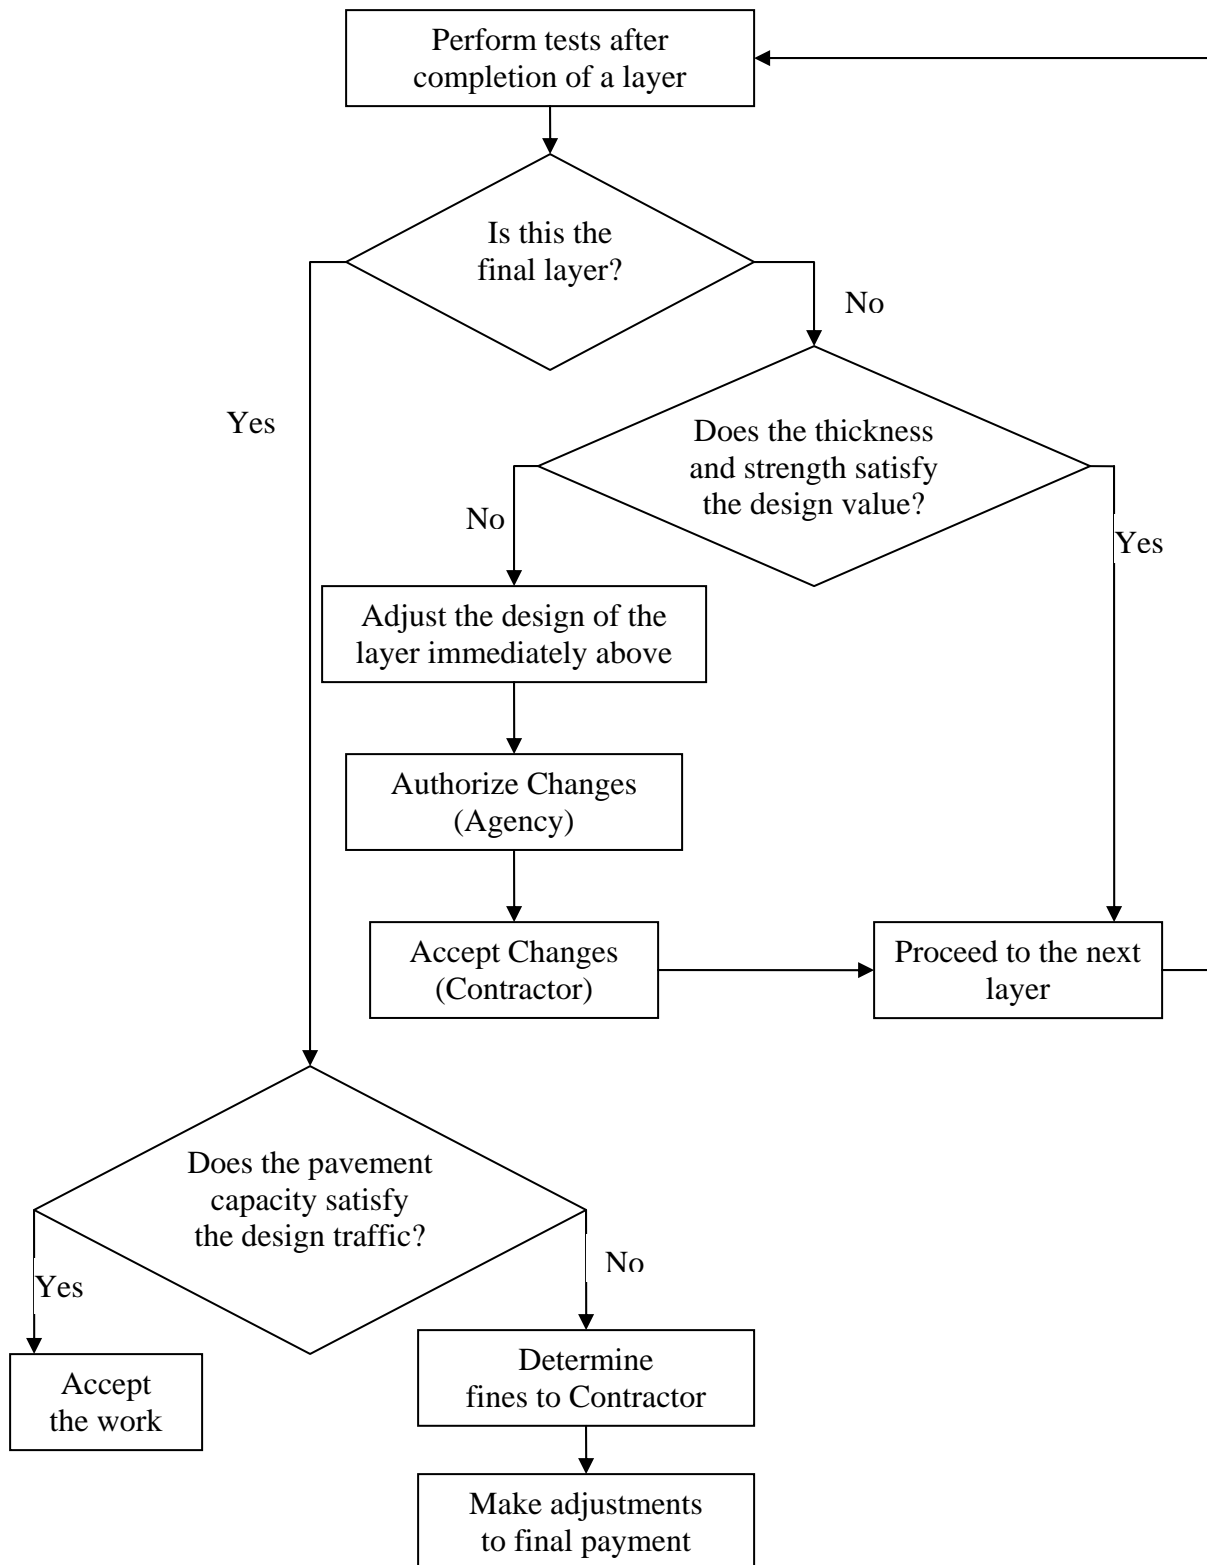 Perform tests after
completion of a layer
Is this the
final layer?
No
Yes
Does the thickness
and strength satisfy
the design value?
No
Yes
Adjust the design of the
layer immediately above
Authorize Changes
(Agency)
Accept Changes
(Contractor)
Proceed to the next
layer
Does the pavement
capacity satisfy
the design traffic?
Yes
No
Accept
the work
Determine
fines to Contractor
Make adjustments
to final payment